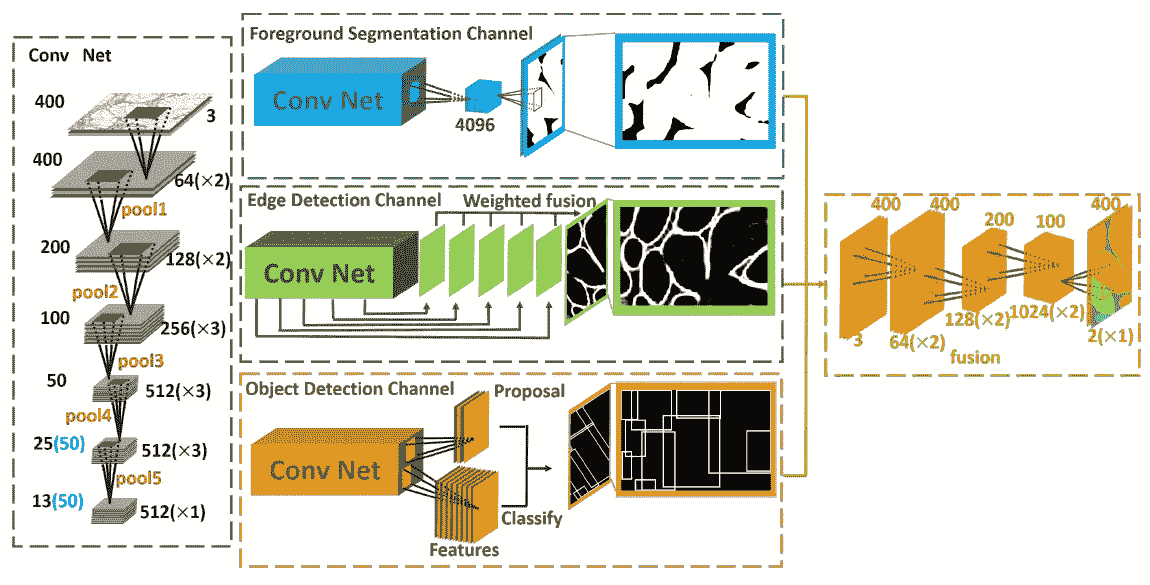 Conv Net
400
3
400
64(×2)
pool1
200
128(×2)
pool2
100
256(×3)
pool3
50
512(×3)
pool4
25(50)
512(×3)
pool5
13(50)
512(×1)
Foreground Segmentation Channel
Conv Net
4096
Edge Detection Channel
Weighted fusion
Conv Net
Object Detection Channel
Proposal
Conv Net
Classify
Features
400
400
200
100
400
3
64(×2)
128(×2)
1024(×2)
2(×1)
fusion